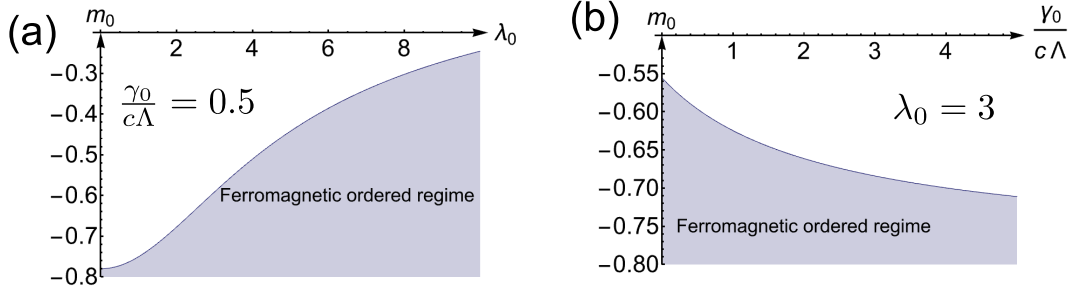 (a)
m₀
λ₀
2 4 6 8
−0.3
−0.4
−0.5
−0.6
−0.7
−0.8
γ₀/cΛ = 0.5
Ferromagnetic ordered regime
(b)
m₀
γ₀/cΛ
1 2 3 4
−0.55
−0.60
−0.65
−0.70
−0.75
−0.80
λ₀ = 3
Ferromagnetic ordered regime